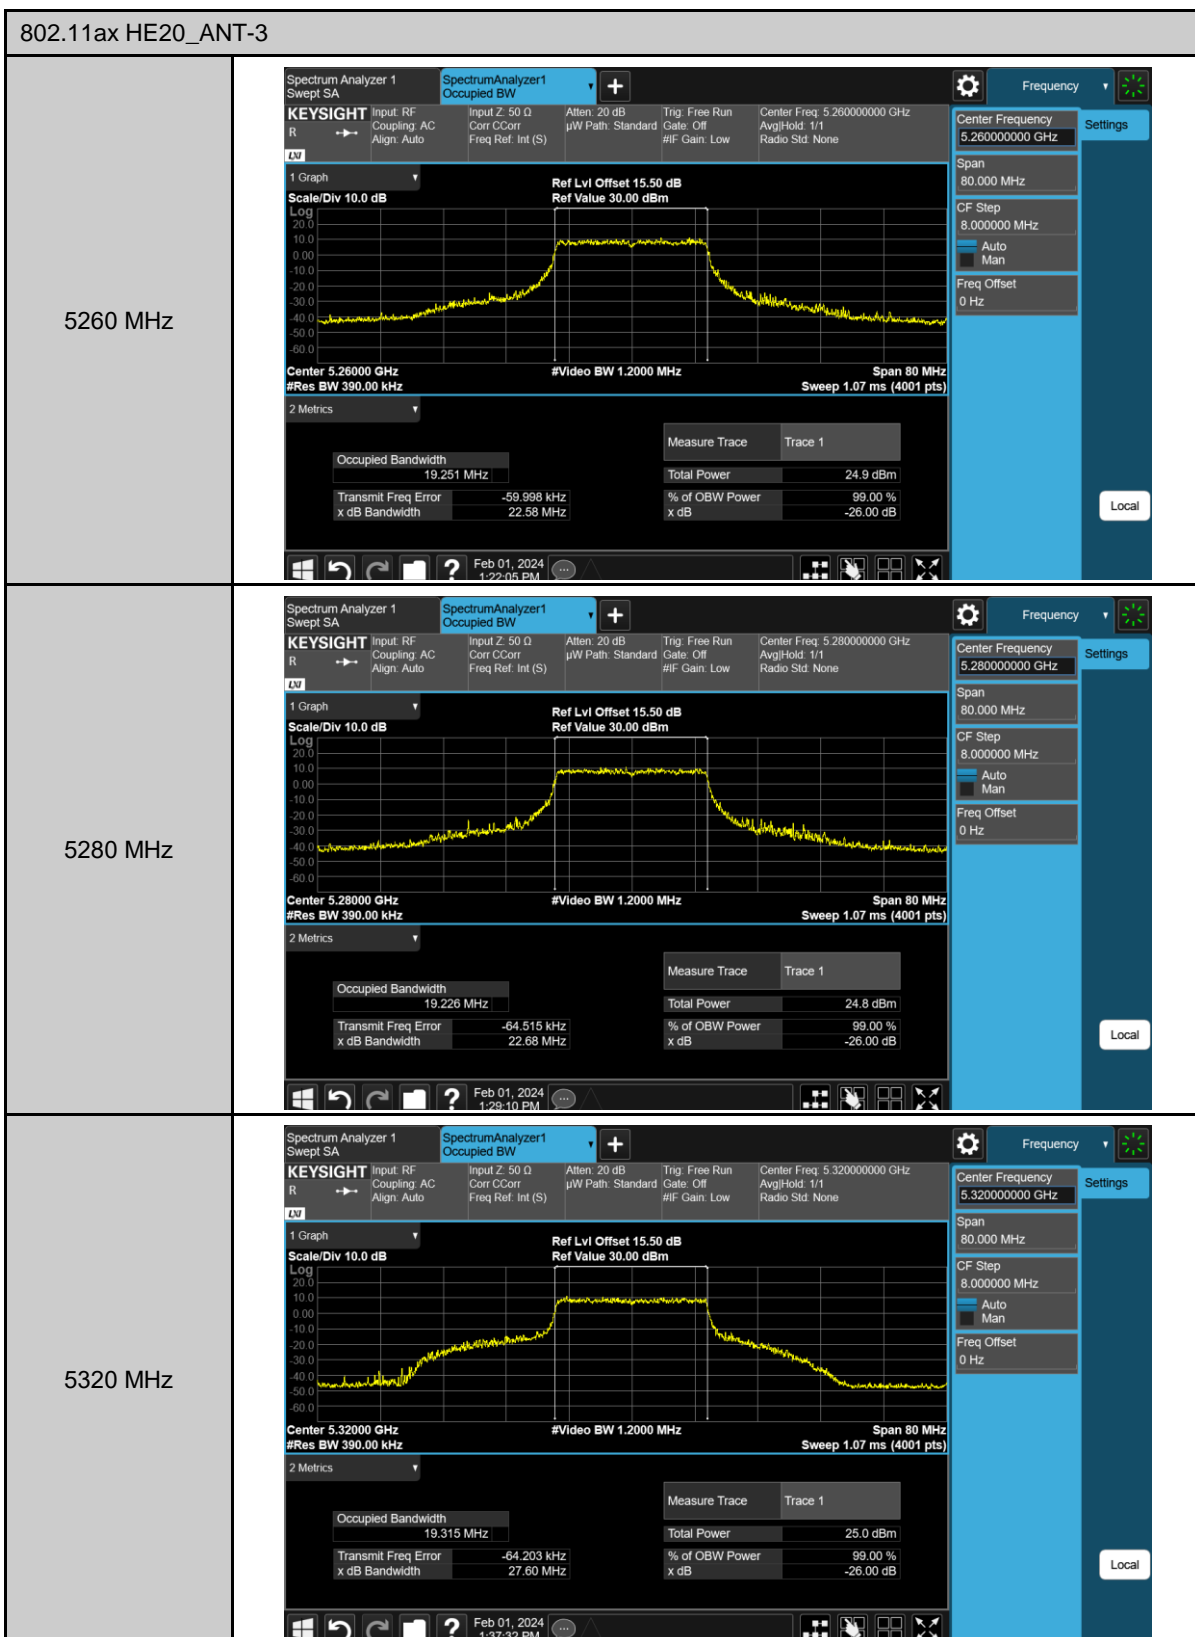 802.11ax HE20_ANT-3
5260 MHz
Spectrum Analyzer 1
Swept SA
SpectrumAnalyzer1
Occupied BW
Frequency
KEYSIGHT
R
LXI
Input: RF
Coupling: AC
Align: Auto
Input Z: 50 Ω
Corr CCorr
Freq Ref: Int (S)
Atten: 20 dB
µW Path: Standard
Trig: Free Run
Gate: Off
#IF Gain: Low
Center Freq: 5.260000000 GHz
Avg|Hold: 1/1
Radio Std: None
Center Frequency
5.260000000 GHz
Settings
Span
80.000 MHz
CF Step
8.000000 MHz
Auto
Man
Freq Offset
0 Hz
Local
1 Graph
Scale/Div 10.0 dB
Ref Lvl Offset 15.50 dB
Ref Value 30.00 dBm
Log
20.0
10.0
0.00
-10.0
-20.0
-30.0
-40.0
-50.0
-60.0
Center 5.26000 GHz
#Video BW 1.2000 MHz
Span 80 MHz
#Res BW 390.00 kHz
Sweep 1.07 ms (4001 pts)
2 Metrics
Measure Trace Trace 1
Occupied Bandwidth
19.251 MHz
Total Power 24.9 dBm
Transmit Freq Error -59.998 kHz
% of OBW Power 99.00 %
x dB Bandwidth 22.58 MHz
x dB -26.00 dB
Feb 01, 2024
1:22:05 PM
5280 MHz
Spectrum Analyzer 1
Swept SA
SpectrumAnalyzer1
Occupied BW
Frequency
KEYSIGHT
R
LXI
Input: RF
Coupling: AC
Align: Auto
Input Z: 50 Ω
Corr CCorr
Freq Ref: Int (S)
Atten: 20 dB
µW Path: Standard
Trig: Free Run
Gate: Off
#IF Gain: Low
Center Freq: 5.280000000 GHz
Avg|Hold: 1/1
Radio Std: None
Center Frequency
5.280000000 GHz
Settings
Span
80.000 MHz
CF Step
8.000000 MHz
Auto
Man
Freq Offset
0 Hz
Local
1 Graph
Scale/Div 10.0 dB
Ref Lvl Offset 15.50 dB
Ref Value 30.00 dBm
Log
20.0
10.0
0.00
-10.0
-20.0
-30.0
-40.0
-50.0
-60.0
Center 5.28000 GHz
#Video BW 1.2000 MHz
Span 80 MHz
#Res BW 390.00 kHz
Sweep 1.07 ms (4001 pts)
2 Metrics
Measure Trace Trace 1
Occupied Bandwidth
19.226 MHz
Total Power 24.8 dBm
Transmit Freq Error -64.515 kHz
% of OBW Power 99.00 %
x dB Bandwidth 22.68 MHz
x dB -26.00 dB
Feb 01, 2024
1:29:10 PM
5320 MHz
Spectrum Analyzer 1
Swept SA
SpectrumAnalyzer1
Occupied BW
Frequency
KEYSIGHT
R
LXI
Input: RF
Coupling: AC
Align: Auto
Input Z: 50 Ω
Corr CCorr
Freq Ref: Int (S)
Atten: 20 dB
µW Path: Standard
Trig: Free Run
Gate: Off
#IF Gain: Low
Center Freq: 5.320000000 GHz
Avg|Hold: 1/1
Radio Std: None
Center Frequency
5.320000000 GHz
Settings
Span
80.000 MHz
CF Step
8.000000 MHz
Auto
Man
Freq Offset
0 Hz
Local
1 Graph
Scale/Div 10.0 dB
Ref Lvl Offset 15.50 dB
Ref Value 30.00 dBm
Log
20.0
10.0
0.00
-10.0
-20.0
-30.0
-40.0
-50.0
-60.0
Center 5.32000 GHz
#Video BW 1.2000 MHz
Span 80 MHz
#Res BW 390.00 kHz
Sweep 1.07 ms (4001 pts)
2 Metrics
Measure Trace Trace 1
Occupied Bandwidth
19.315 MHz
Total Power 25.0 dBm
Transmit Freq Error -64.203 kHz
% of OBW Power 99.00 %
x dB Bandwidth 27.60 MHz
x dB -26.00 dB
Feb 01, 2024
1:37:32 PM